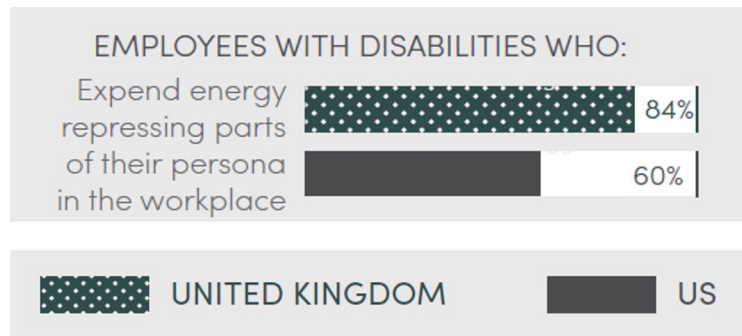 EMPLOYEES WITH DISABILITIES WHO:
Expend energy
repressing parts
of their persona
in the workplace
84%
60%
UNITED KINGDOM
US